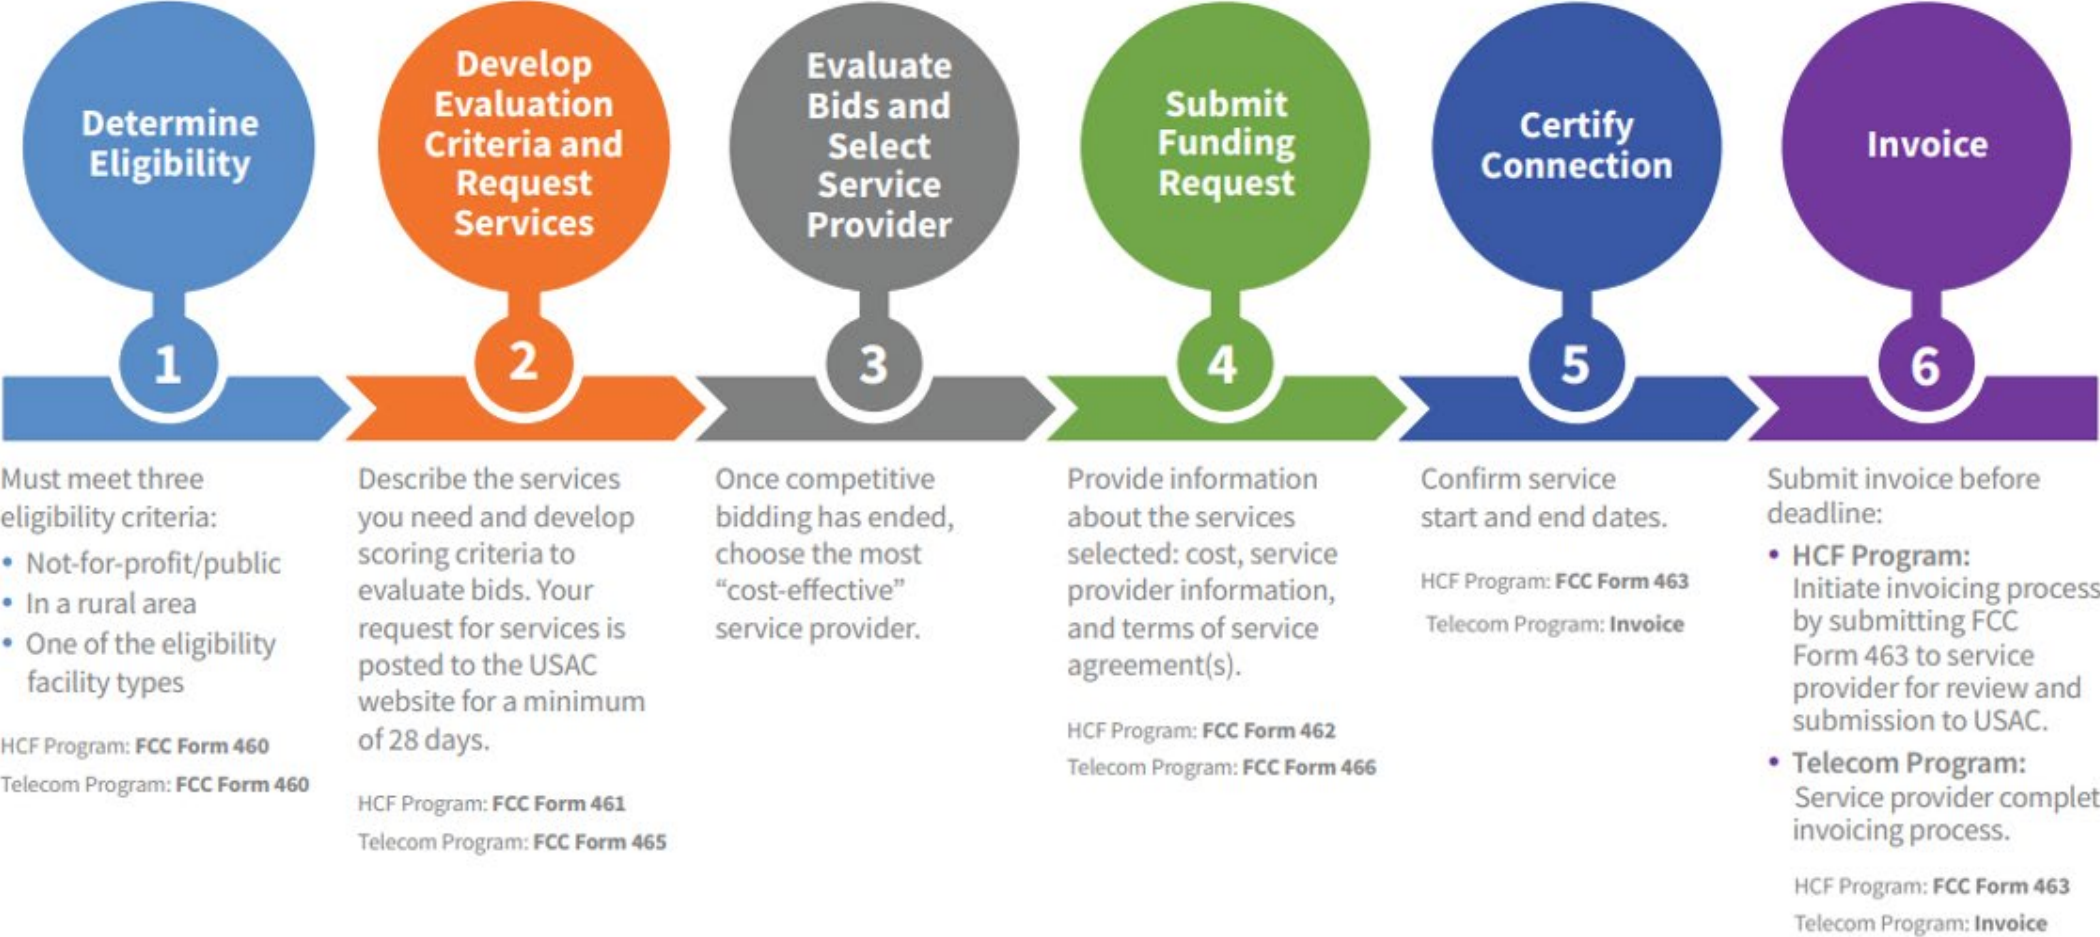 Determine
Eligibility
1
Must meet three
eligibility criteria:
• Not-for-profit/public
• In a rural area
• One of the eligibility
facility types
HCF Program: FCC Form 460
Telecom Program: FCC Form 460
Develop
Evaluation
Criteria and
Request
Services
2
Describe the services
you need and develop
scoring criteria to
evaluate bids. Your
request for services is
posted to the USAC
website for a minimum
of 28 days.
HCF Program: FCC Form 461
Telecom Program: FCC Form 465
Evaluate
Bids and
Select
Service
Provider
3
Once competitive
bidding has ended,
choose the most
“cost-effective”
service provider.
Submit
Funding
Request
4
Provide information
about the services
selected: cost, service
provider information,
and terms of service
agreement(s).
HCF Program: FCC Form 462
Telecom Program: FCC Form 466
Certify
Connection
5
Confirm service
start and end dates.
HCF Program: FCC Form 463
Telecom Program: Invoice
Invoice
6
Submit invoice before
deadline:
• HCF Program:
Initiate invoicing process
by submitting FCC
Form 463 to service
provider for review and
submission to USAC.
• Telecom Program:
Service provider complet
invoicing process.
HCF Program: FCC Form 463
Telecom Program: Invoice